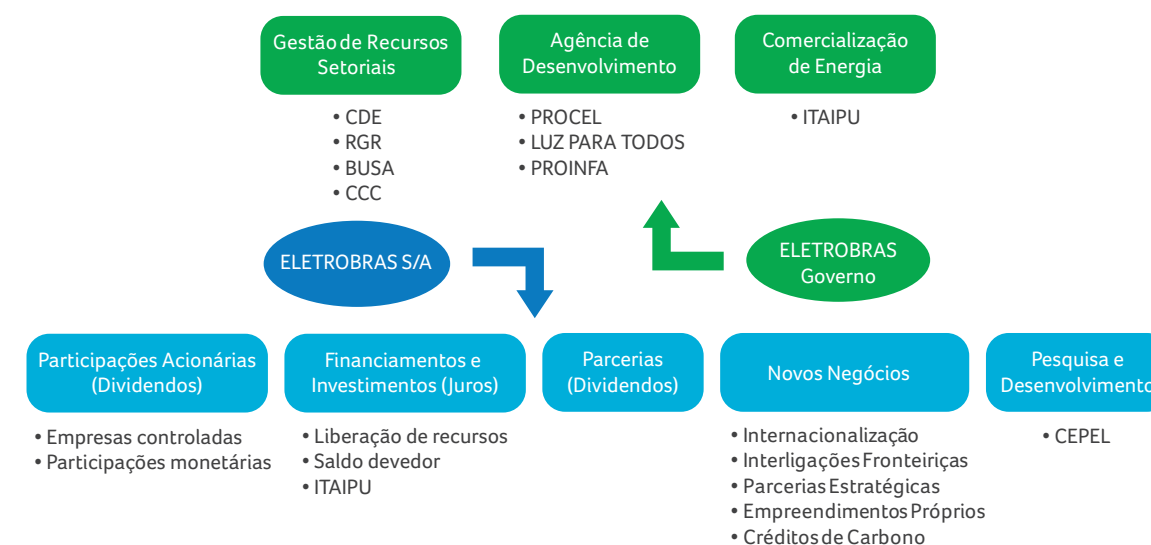 Gestão de Recursos
Setoriais
• CDE
• RGR
• BUSA
• CCC
Agência de
Desenvolvimento
• PROCEL
• LUZ PARA TODOS
• PROINFA
Comercialização
de Energia
• ITAIPU
ELETROBRAS S/A
ELETROBRAS
Governo
Participações Acionárias
(Dividendos)
• Empresas controladas
• Participações monetárias
Financiamentos e
Investimentos (Juros)
• Liberação de recursos
• Saldo devedor
• ITAIPU
Parcerias
(Dividendos)
Novos Negócios
• Internacionalização
• Interligações Fronteiriças
• Parcerias Estratégicas
• Empreendimentos Próprios
• Créditos de Carbono
Pesquisa e
Desenvolvimento
• CEPEL